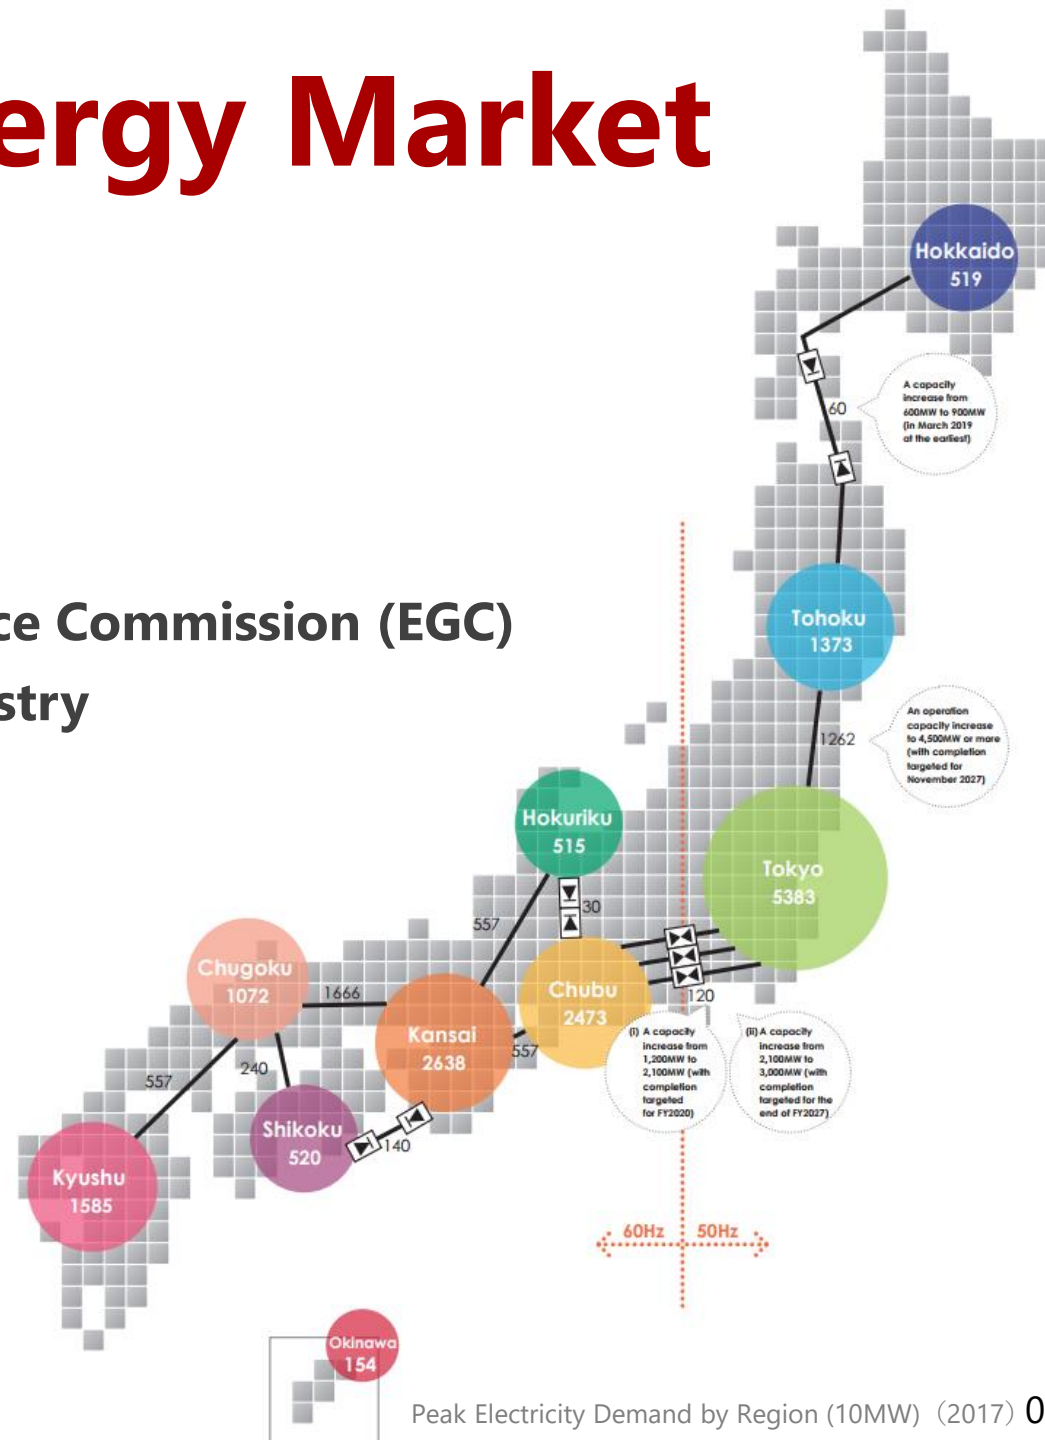 ergy Market
Hokkaido
519
A capacity
increase from
600MW to 900MW
(in March 2019
at the earliest)
60
ce Commission (EGC)
Tohoku
1373
stry
An operation
capacity increase
to 4,500MW or more
(with completion
targeted for
November 2027)
1262
Hokuriku
515
Tokyo
5383
30
557
Chugoku
1072
1666
Chubu
2473
120
Kansai
2638
557
(i) A capacity
increase from
1,200MW to
2,100MW (with
completion
targeted
for FY2020)
(ii) A capacity
increase from
2,100MW to
3,000MW (with
completion
targeted for the
end of FY2027)
557
240
Shikoku
520
140
Kyushu
1585
60Hz 50Hz
Okinawa
154
Peak Electricity Demand by Region (10MW)（2017）0